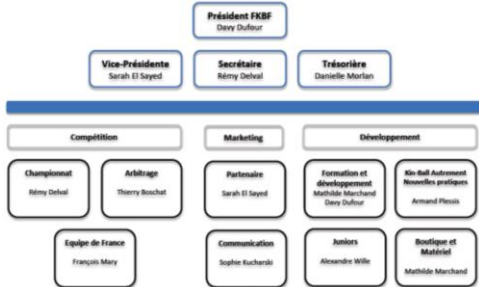 Président FKBF
Davy Dufour
Vice-Présidente
Sarah El Sayed
Secrétaire
Rémy Delval
Trésorière
Danielle Morlan
Compétition
Marketing
Développement
Championnat
Rémy Delval
Arbitrage
Thierry Boschat
Partenaire
Sarah El Sayed
Formation et
développement
Mathilde Marchand
Davy Dufour
Kin-Ball Autrement
Nouvelles pratiques
Armand Plessis
Equipe de France
François Mary
Communication
Sophie Kucharski
Juniors
Alexandre Wille
Boutique et
Matériel
Mathilde Marchand